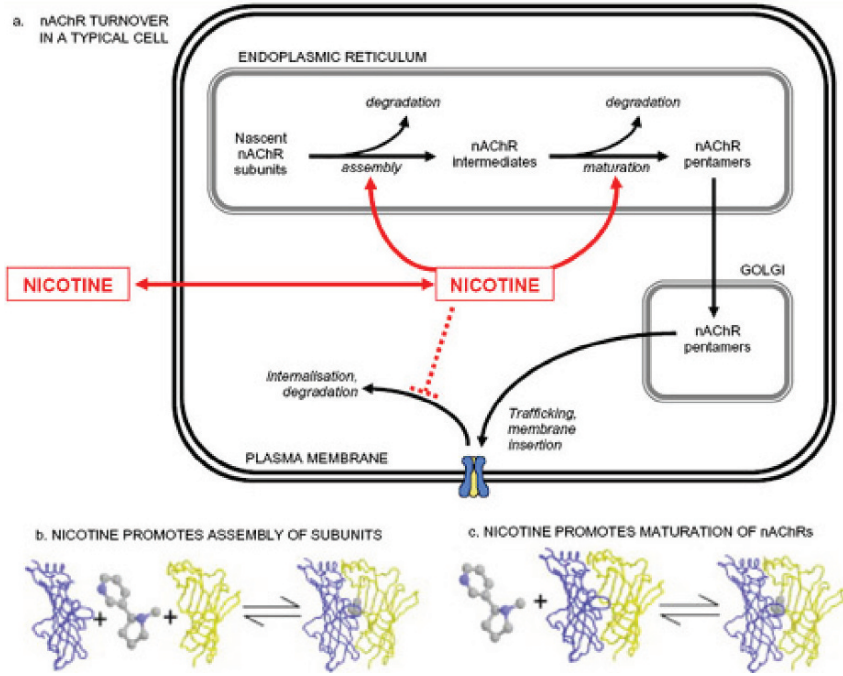 a. nAChR TURNOVER
IN A TYPICAL CELL
ENDOPLASMIC RETICULUM
degradation
degradation
Nascent
nAChR
subunits
assembly
nAChR
intermediates
maturation
nAChR
pentamers
NICOTINE
NICOTINE
GOLGI
nAChR
pentamers
Internalisation,
degradation
Trafficking,
membrane
insertion
PLASMA MEMBRANE
b. NICOTINE PROMOTES ASSEMBLY OF SUBUNITS
c. NICOTINE PROMOTES MATURATION OF nAChRs
+
+
+